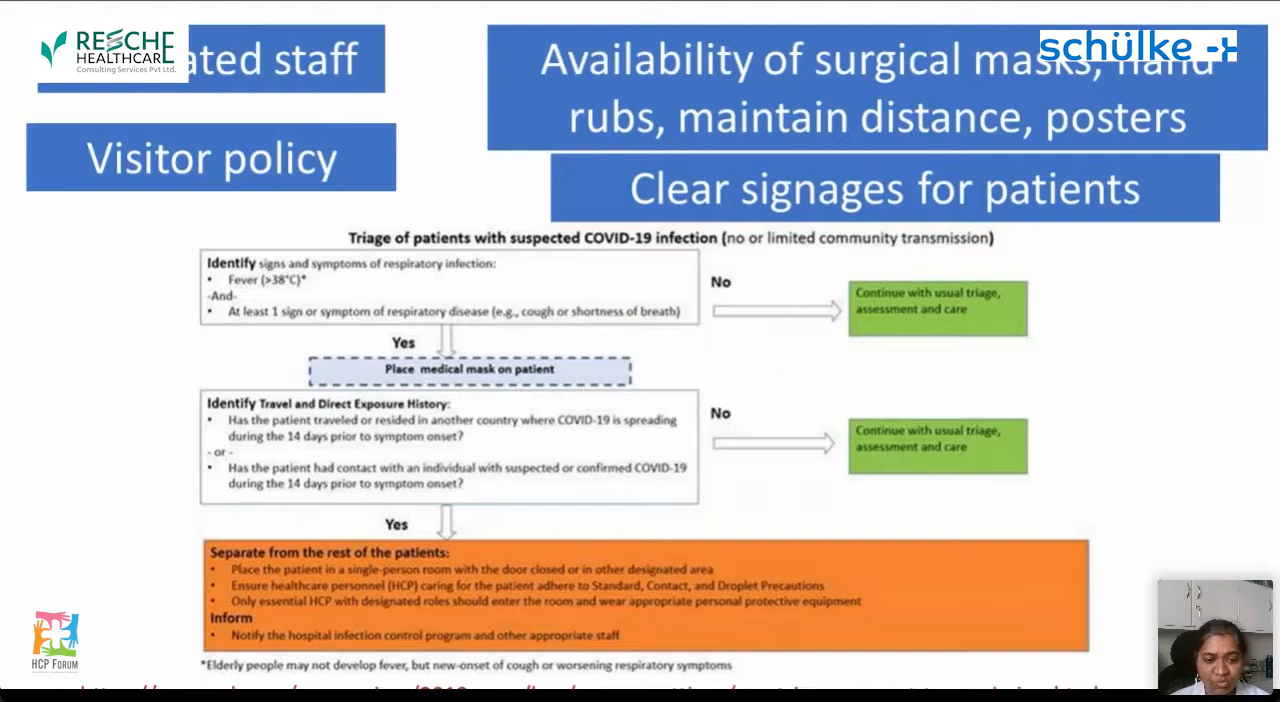 RESCHE
HEALTHCARE
Consulting Services Pvt Ltd.
ated staff
Visitor policy
Availability of surgical masks, hand
rubs, maintain distance, posters
schülke
Clear signages for patients
Triage of patients with suspected COVID-19 infection (no or limited community transmission)
Identify signs and symptoms of respiratory infection:
• Fever (>38°C)*
-And-
• At least 1 sign or symptom of respiratory disease (e.g., cough or shortness of breath)
No
Continue with usual triage,
assessment and care
Yes
Place medical mask on patient
Identify Travel and Direct Exposure History:
• Has the patient traveled or resided in another country where COVID-19 is spreading
during the 14 days prior to symptom onset?
- or -
• Has the patient had contact with an individual with suspected or confirmed COVID-19
during the 14 days prior to symptom onset?
No
Continue with usual triage,
assessment and care
Yes
Separate from the rest of the patients:
• Place the patient in a single-person room with the door closed or in other designated area
• Ensure healthcare personnel (HCP) caring for the patient adhere to Standard, Contact, and Droplet Precautions
• Only essential HCP with designated roles should enter the room and wear appropriate personal protective equipment
Inform
• Notify the hospital infection control program and other appropriate staff
*Elderly people may not develop fever, but new-onset of cough or worsening respiratory symptoms
HCP FORUM